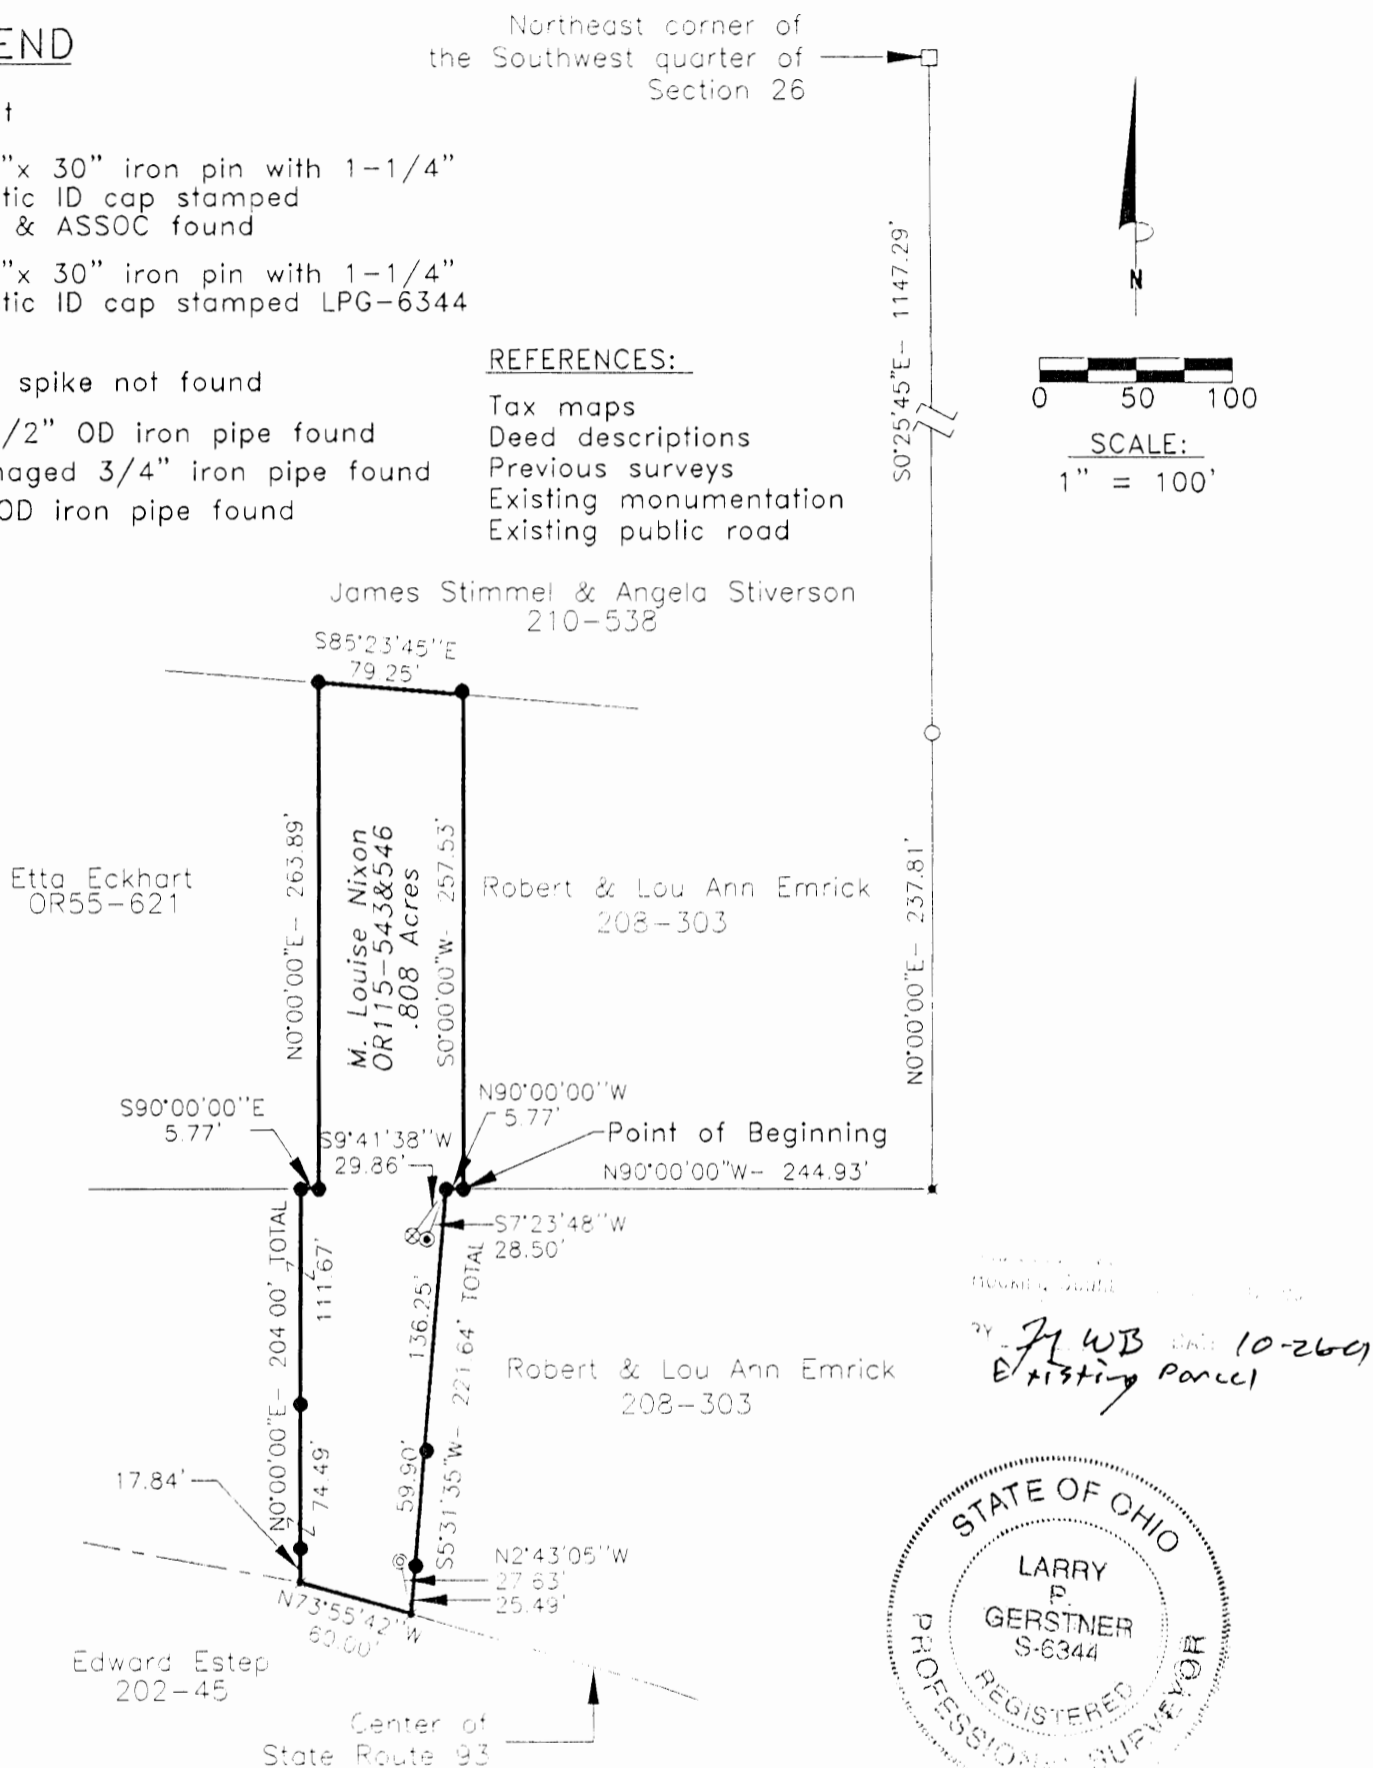 END
Northeast corner of
the Southwest quarter of
Section 26
t
"x 30" iron pin with 1-1/4"
tic ID cap stamped
& ASSOC found
"x 30" iron pin with 1-1/4"
tic ID cap stamped LPG-6344
spike not found
/2" OD iron pipe found
naged 3/4" iron pipe found
OD iron pipe found
REFERENCES:
Tax maps
Deed descriptions
Previous surveys
Existing monumentation
Existing public road
S0°25'45"E- 1147.29'
N
0 50 100
SCALE:
1" = 100'
James Stimmel & Angela Stiverson
210-538
S85°23'45"E
79.25'
Etta Eckhart
OR55-621
N0°00'00"E- 263.89'
M. Louise Nixon
OR115-543&546
.808 Acres
S0°00'00"W- 257.53'
Robert & Lou Ann Emrick
208-303
N0°00'00"E- 237.81'
S90°00'00"E
5.77'
S9°41'38"W
29.86'
N90°00'00"W
5.77'
Point of Beginning
N90°00'00"W- 244.93'
S7°23'48"W
28.50'
N0°00'00"E- 204.00' TOTAL
111.67'
74.49'
17.84'
136.25'
59.90'
S5°31'35"W- 221.64' TOTAL
Robert & Lou Ann Emrick
208-303
N2°43'05"W
27.63'
25.49'
N73°55'42"W
60.00'
Edward Estep
202-45
Center of
State Route 93
BY WB 10-26-01
Existing Parcel
STATE OF OHIO
LARRY
P.
GERSTNER
S-6344
REGISTERED
PROFESSIONAL SURVEYOR